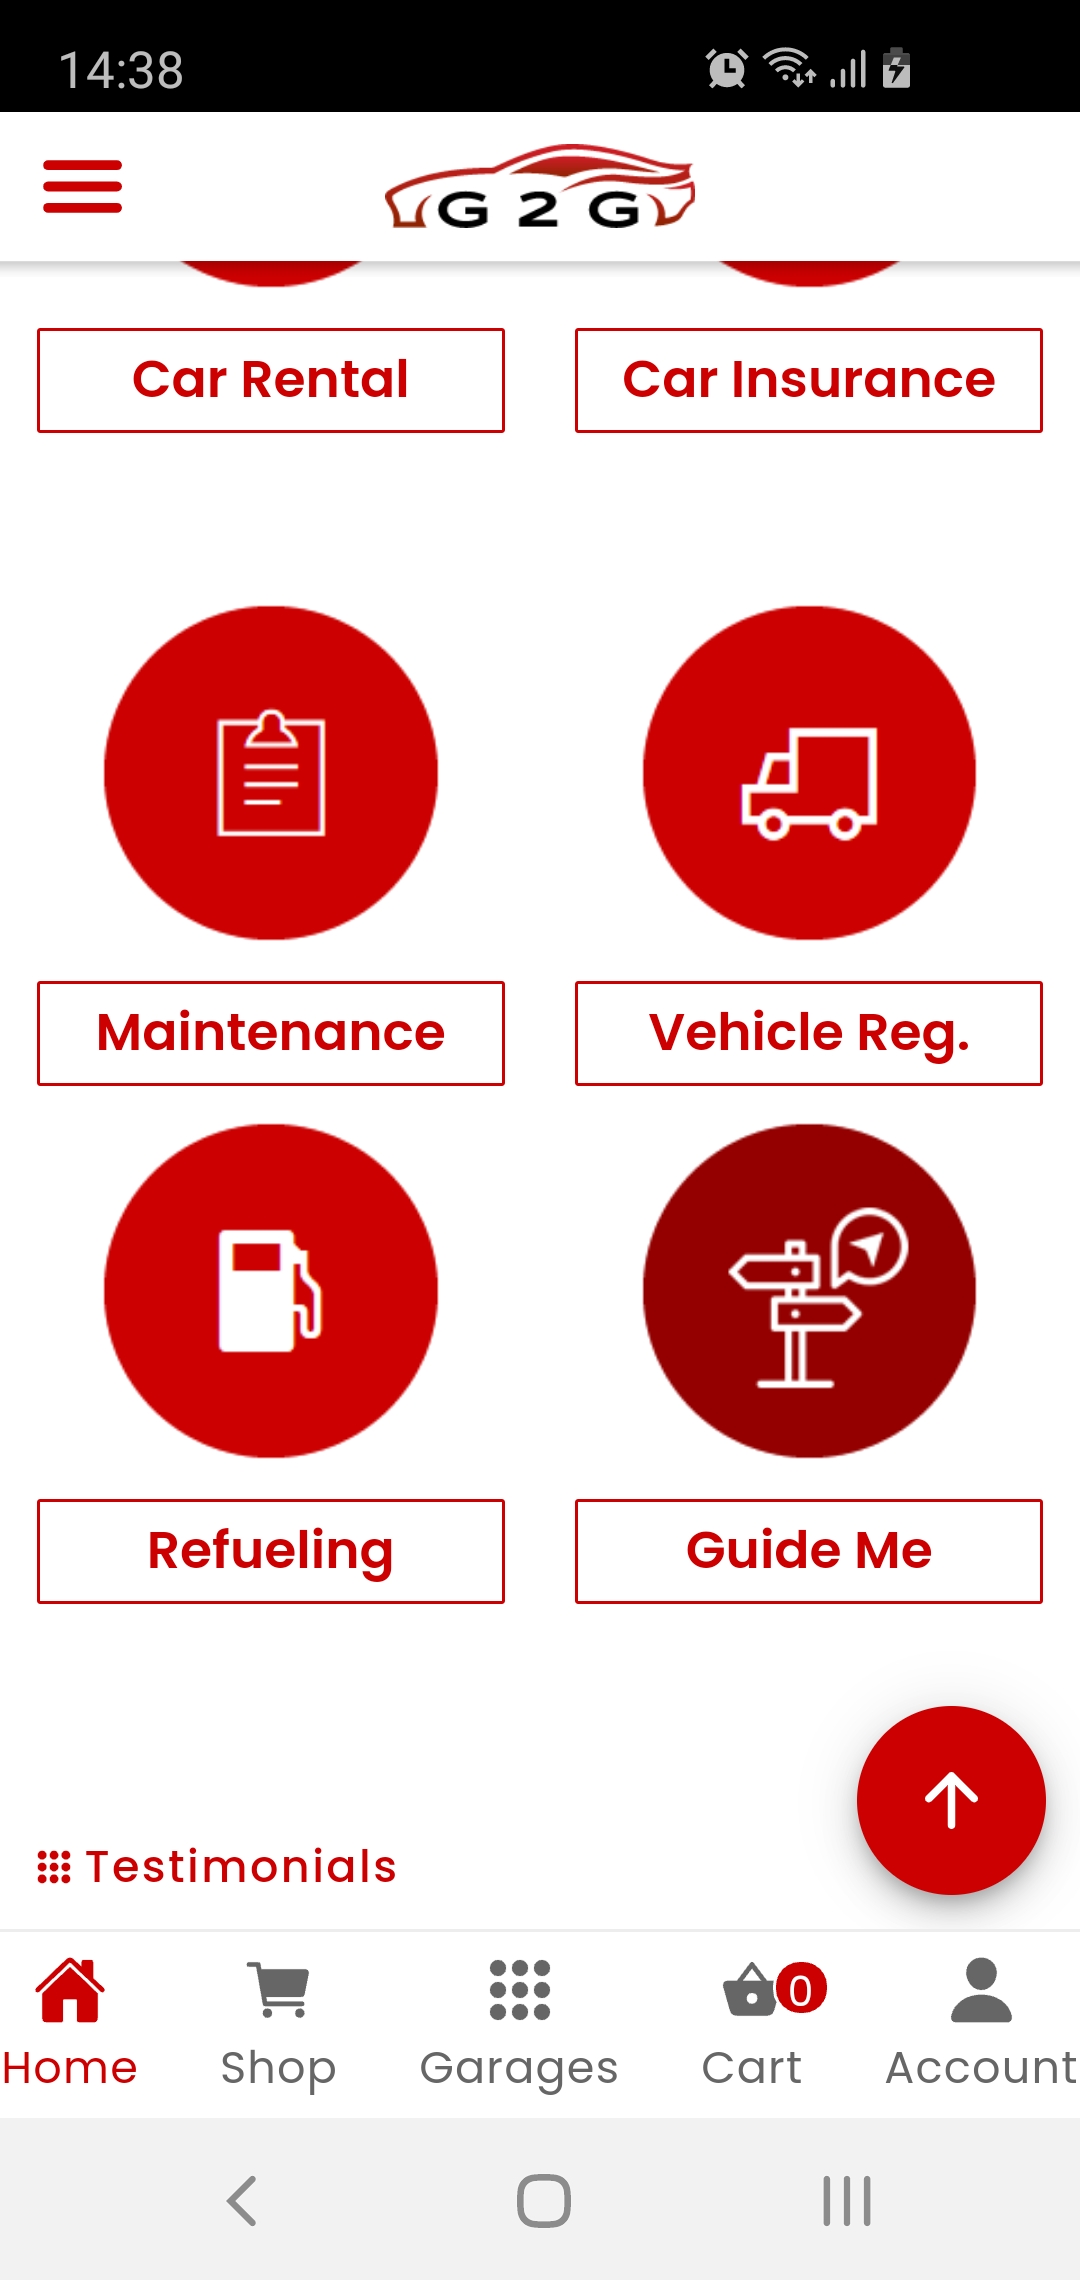 14:38
G 2 G
Car Rental
Car Insurance
Maintenance
Vehicle Reg.
Refueling
Guide Me
Testimonials
0
Home
Shop
Garages
Cart
Account